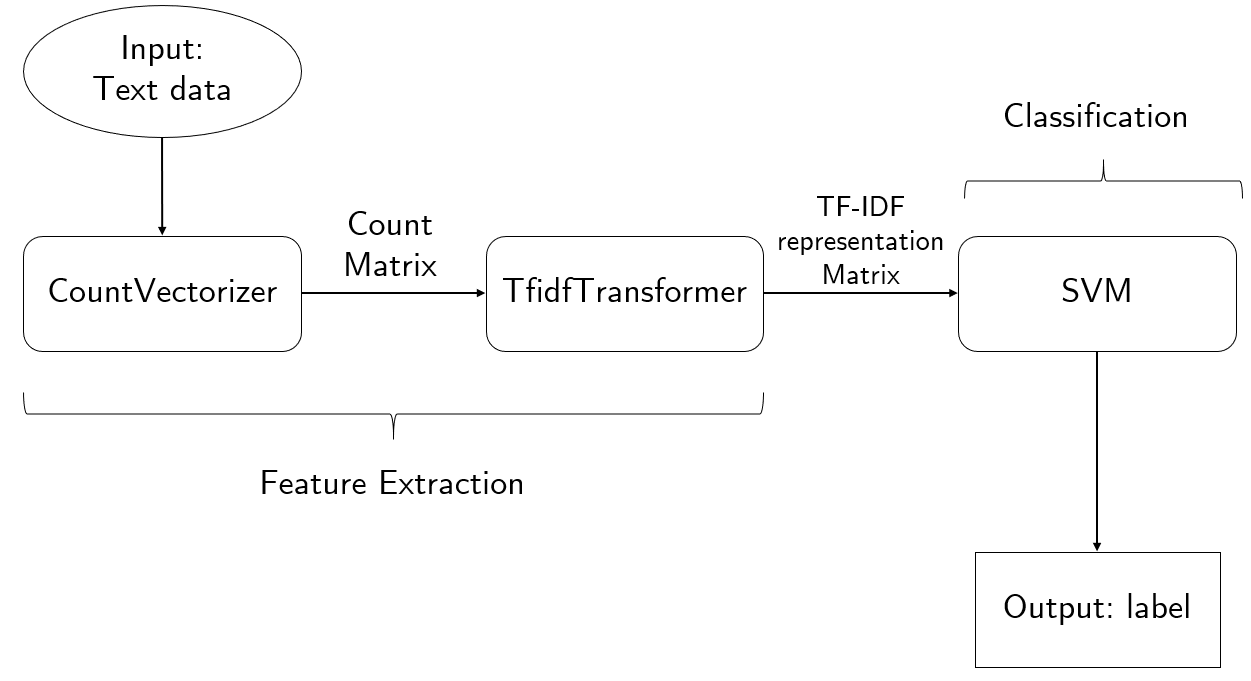 Input:
Text data
Classification
Count
Matrix
TF-IDF
representation
Matrix
CountVectorizer
TfidfTransformer
SVM
Feature Extraction
Output: label